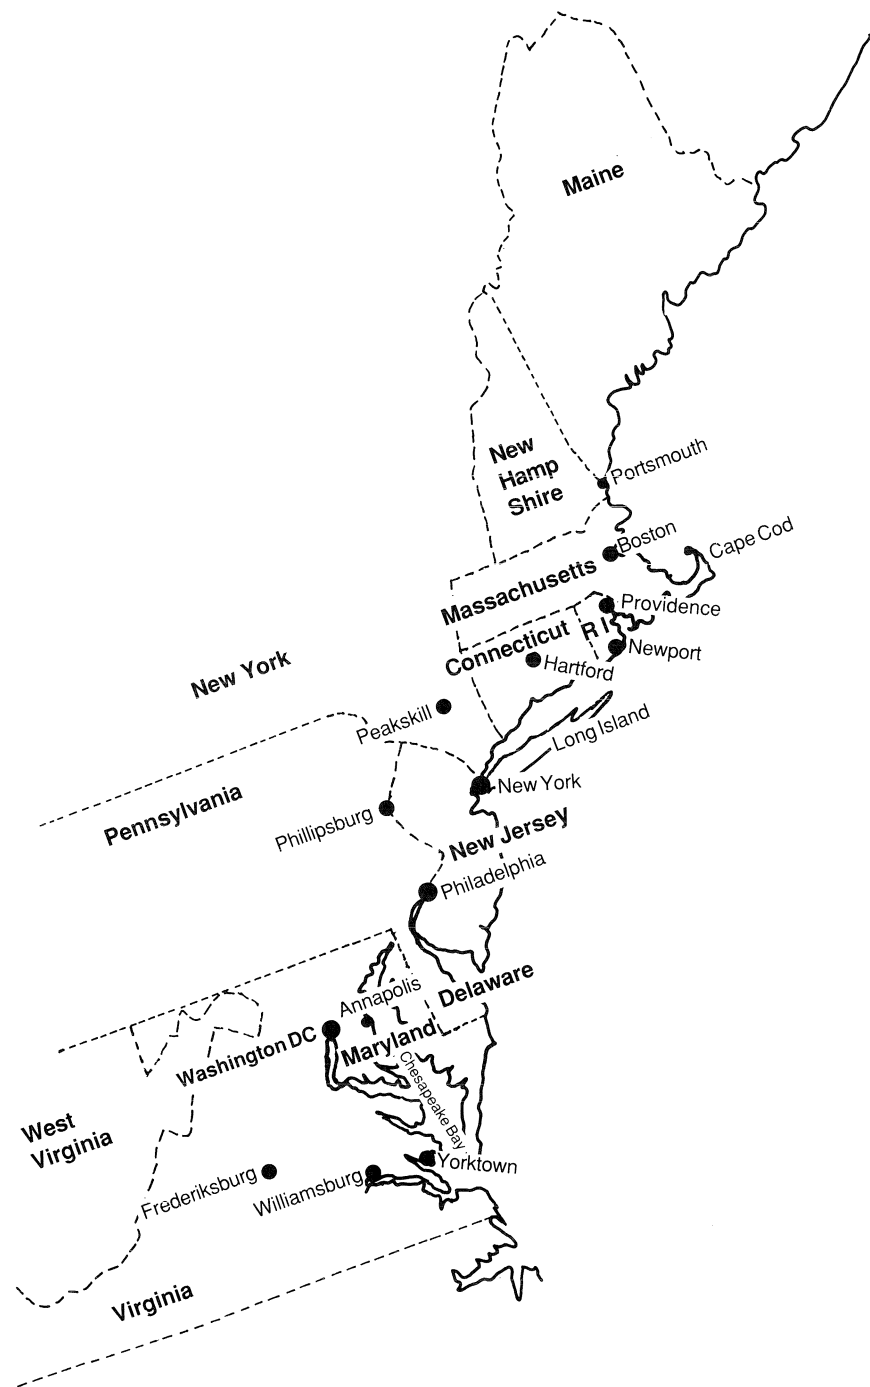 Maine
New
Hamp
Shire
Portsmouth
Boston
Cape Cod
Massachusetts
Providence
R I
Connecticut
Newport
Hartford
New York
Peakskill
Long Island
New York
Pennsylvania
Phillipsburg
New Jersey
Philadelphia
Delaware
Annapolis
Washington DC
Maryland
Chesapeake Bay
West
Virginia
Yorktown
Frederiksburg
Williamsburg
Virginia